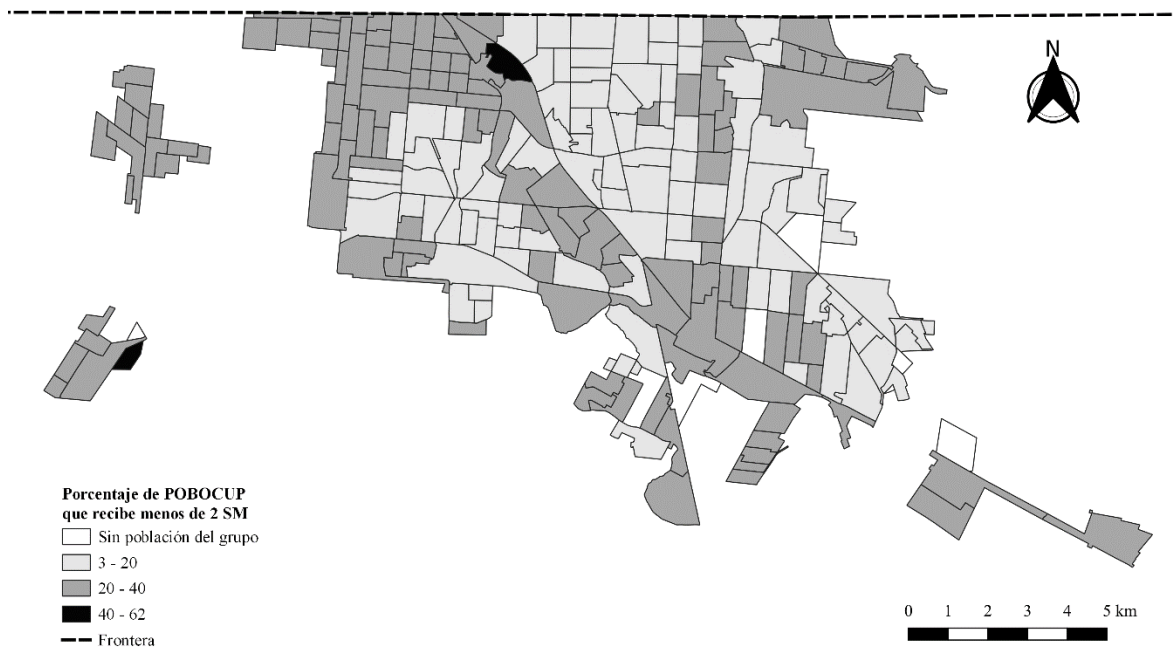 N
Porcentaje de POBOCUP
que recibe menos de 2 SM
Sin población del grupo
3 - 20
20 - 40
40 - 62
Frontera
0 1 2 3 4 5 km